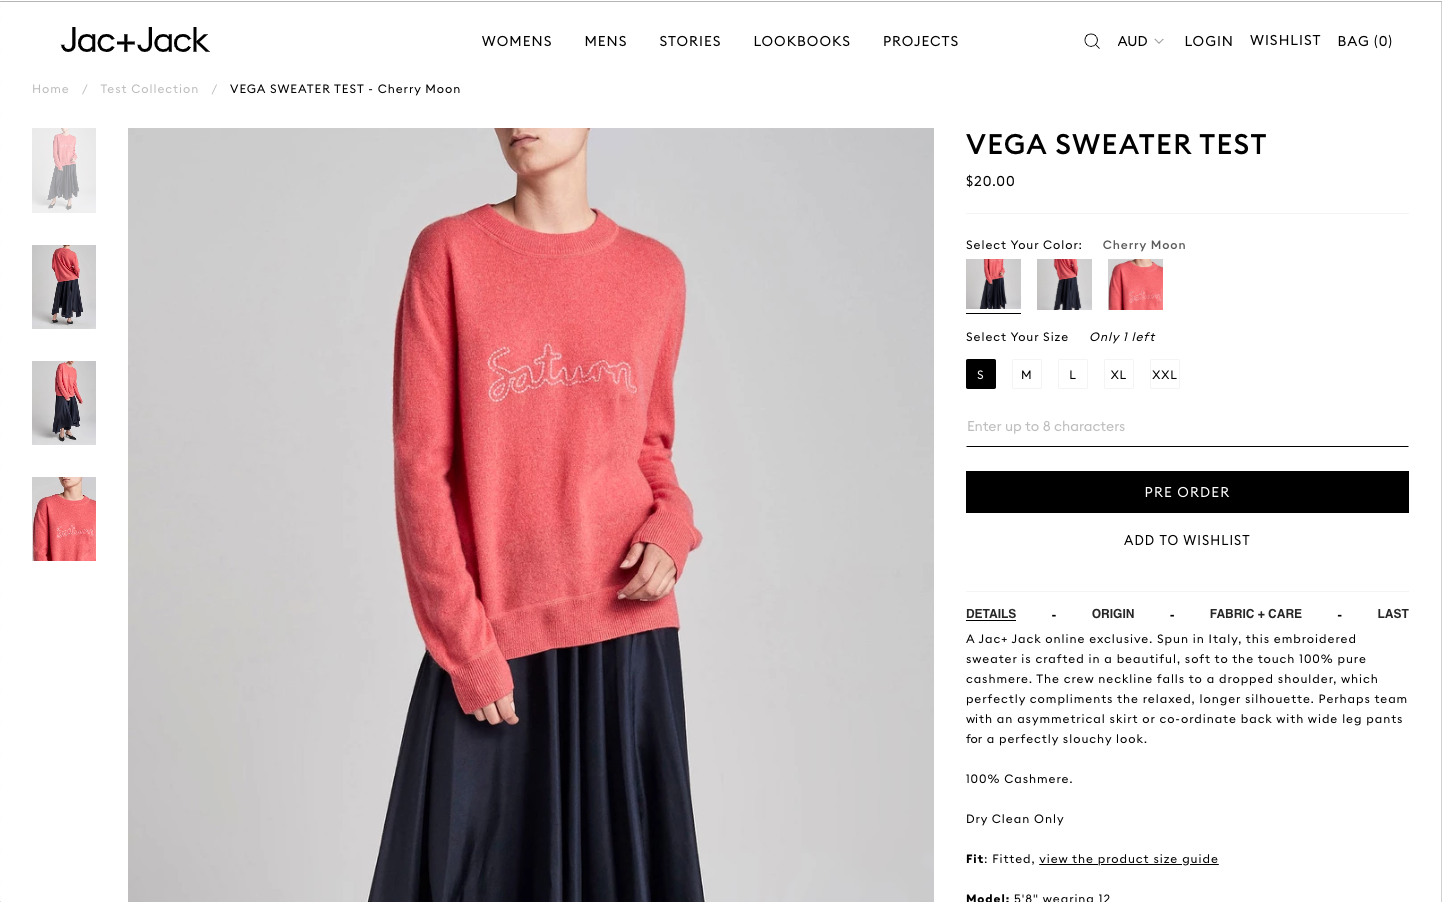 Jac+Jack
WOMENS MENS STORIES LOOKBOOKS PROJECTS
AUD LOGIN WISHLIST BAG (0)
Home / Test Collection / VEGA SWEATER TEST - Cherry Moon
Saturn
VEGA SWEATER TEST
$20.00
Select Your Color: Cherry Moon
Select Your Size Only 1 left
S M L XL XXL
Enter up to 8 characters
PRE ORDER
ADD TO WISHLIST
DETAILS - ORIGIN - FABRIC + CARE - LAST
A Jac+ Jack online exclusive. Spun in Italy, this embroidered
sweater is crafted in a beautiful, soft to the touch 100% pure
cashmere. The crew neckline falls to a dropped shoulder, which
perfectly compliments the relaxed, longer silhouette. Perhaps team
with an asymmetrical skirt or co-ordinate back with wide leg pants
for a perfectly slouchy look.
100% Cashmere.
Dry Clean Only
Fit: Fitted, view the product size guide
Model: 5'8" wearing 12